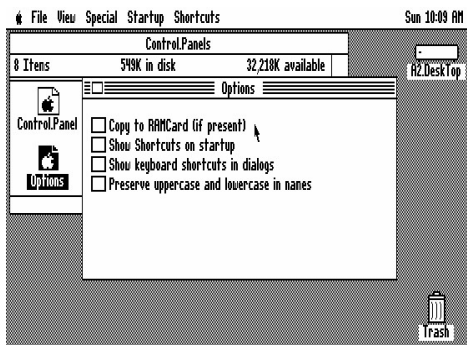 File View Special Startup Shortcuts Sun 10:09 AM
Control.Panels
8 Items 549K in disk 32,218K available
A2.DeskTop
Options
Control.Panel
Copy to RAMCard (if present)
Show Shortcuts on startup
Show keyboard shortcuts in dialogs
Options
Preserve uppercase and lowercase in names
Trash